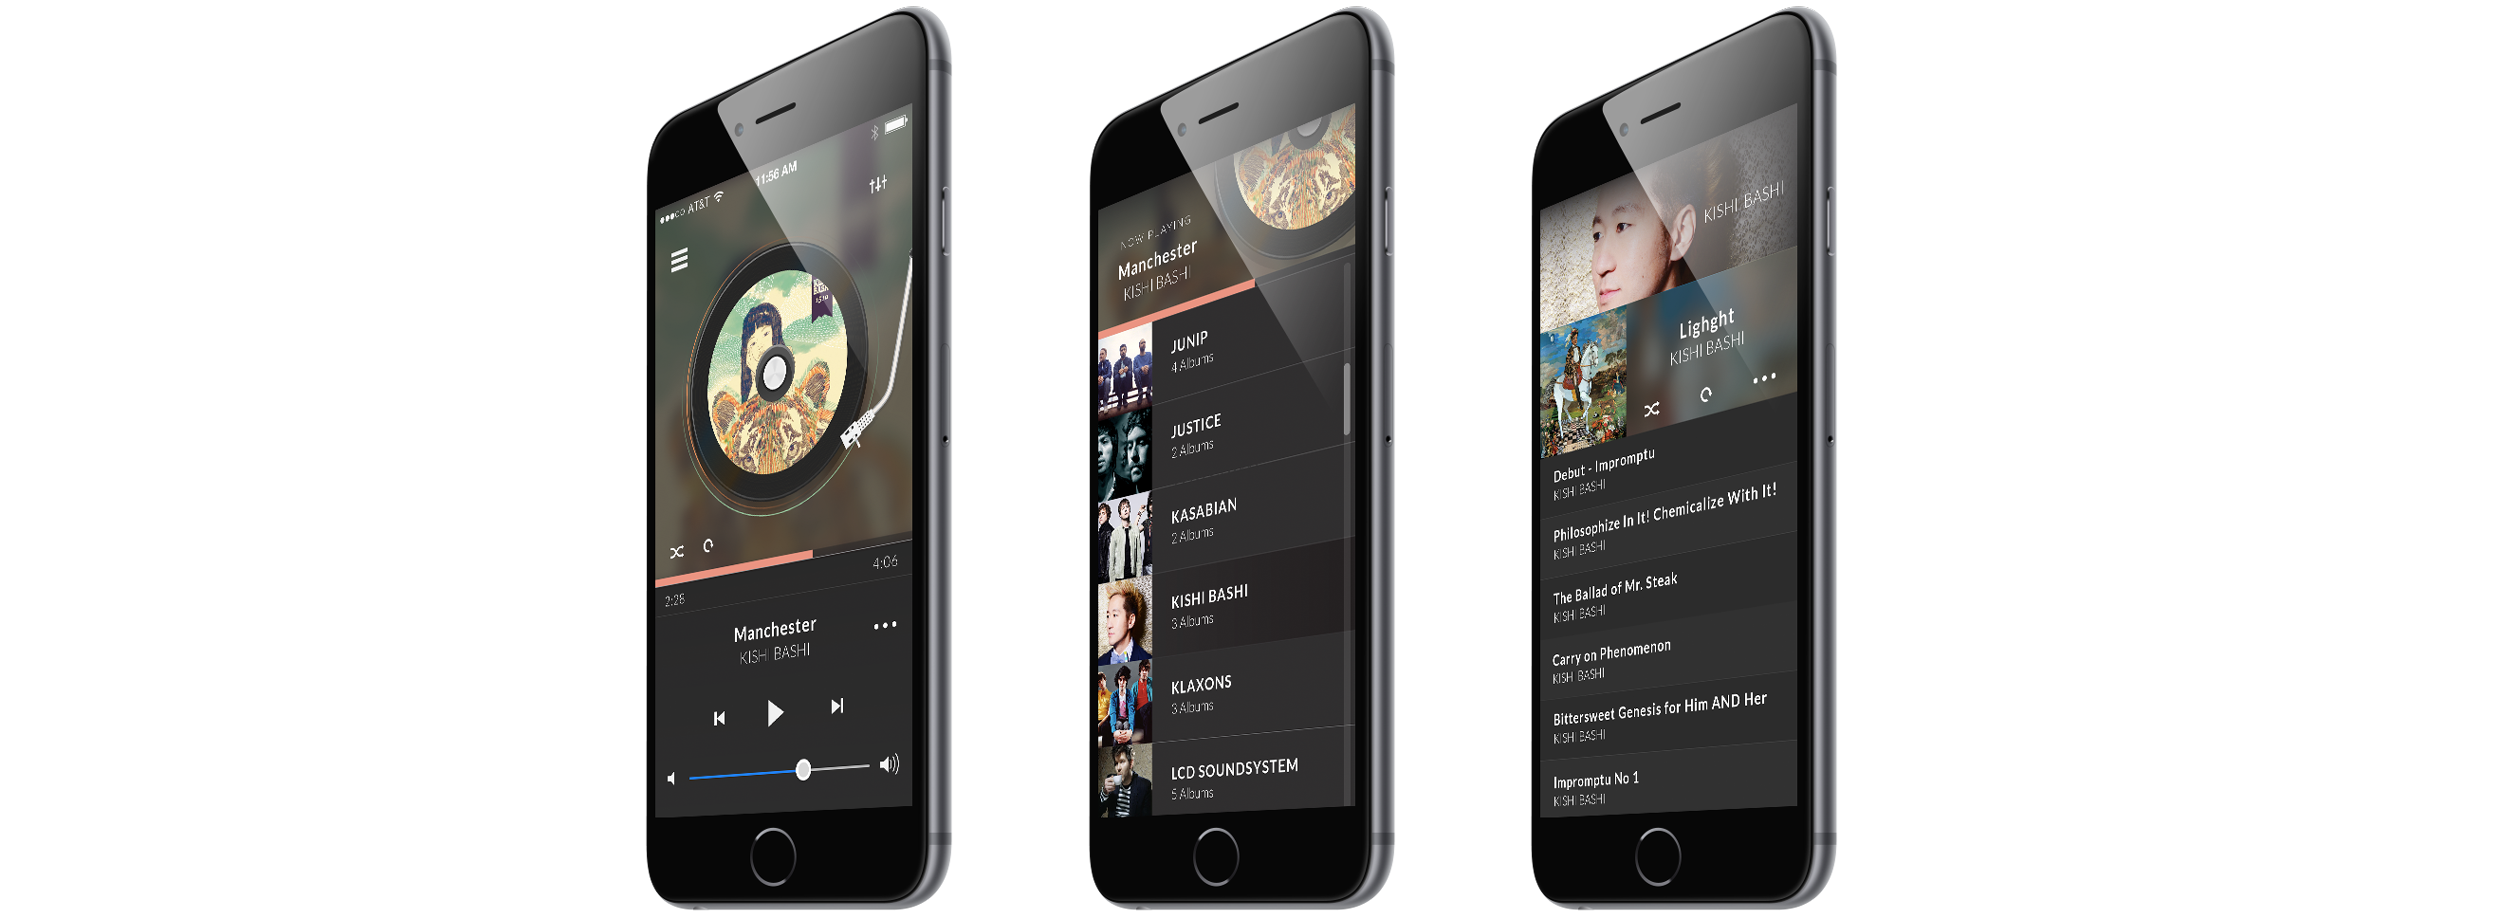 AT&T
11:56 AM
2:28
4:06
Manchester
KISHI BASHI
NOW PLAYING
Manchester
KISHI BASHI
JUNIP
4 Albums
JUSTICE
2 Albums
KASABIAN
2 Albums
KISHI BASHI
3 Albums
KLAXONS
3 Albums
LCD SOUNDSYSTEM
5 Albums
KISHI BASHI
Lighght
KISHI BASHI
Debut - Impromptu
KISHI BASHI
Philosophize In It! Chemicalize With It!
KISHI BASHI
The Ballad of Mr. Steak
KISHI BASHI
Carry on Phenomenon
KISHI BASHI
Bittersweet Genesis for Him AND Her
KISHI BASHI
Impromptu No 1
KISHI BASHI